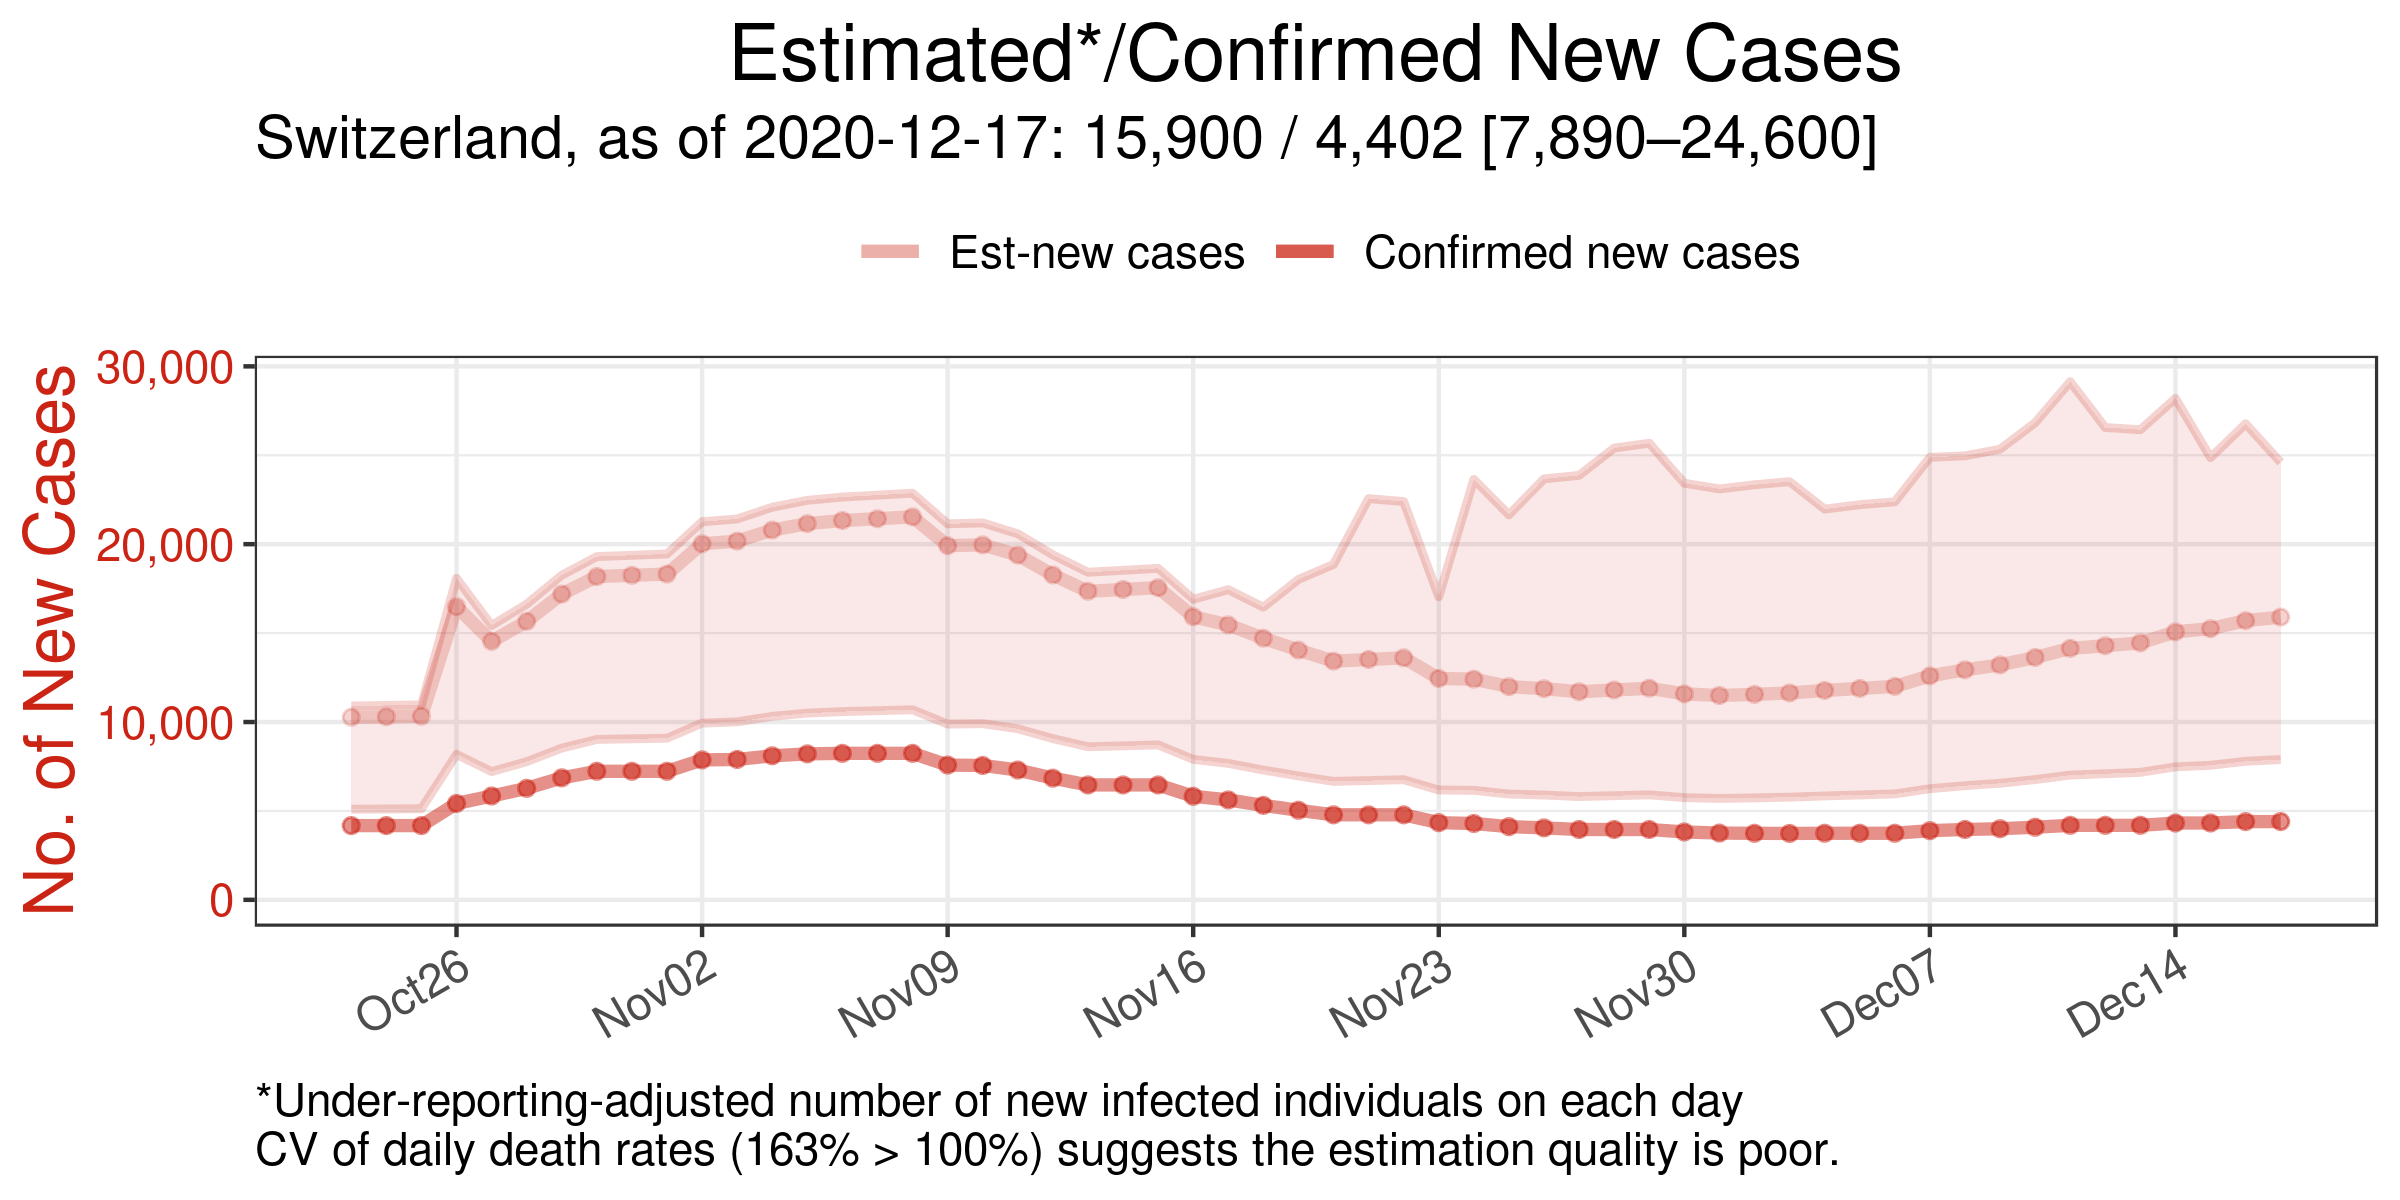 Estimated*/Confirmed New Cases
Switzerland, as of 2020-12-17: 15,900 / 4,402 [7,890–24,600]
Est-new cases
Confirmed new cases
No. of New Cases
30,000
20,000
10,000
0
Oct26
Nov02
Nov09
Nov16
Nov23
Nov30
Dec07
Dec14
*Under-reporting-adjusted number of new infected individuals on each day
CV of daily death rates (163% > 100%) suggests the estimation quality is poor.